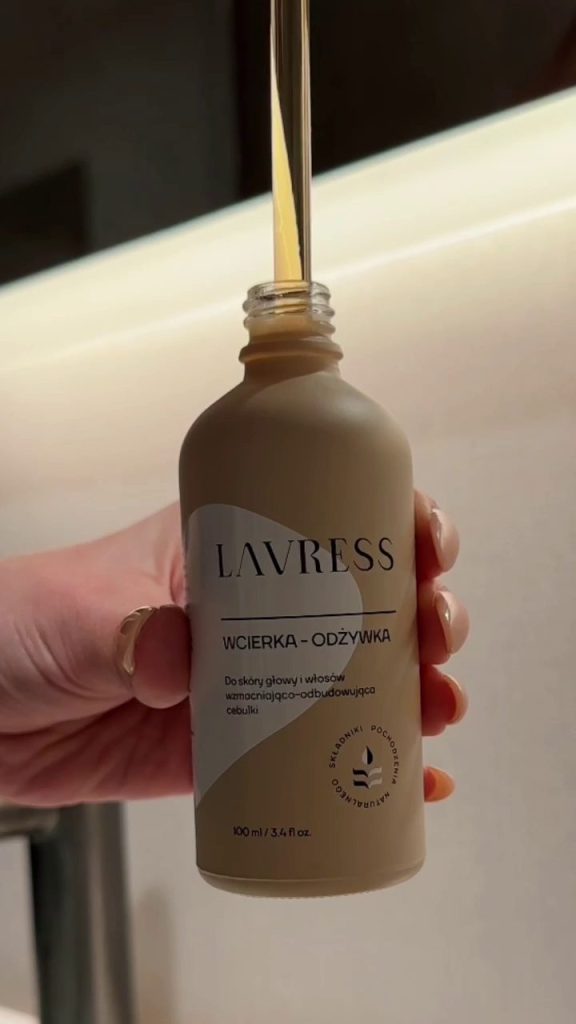 LAVRESS
WCIERKA - ODŻYWKA
Do skóry głowy i włosów
wzmacniająco-odbudowująca
cebulki
SKŁADNIKI POCHODZENIA NATURALNEGO
100 ml / 3.4 fl oz.